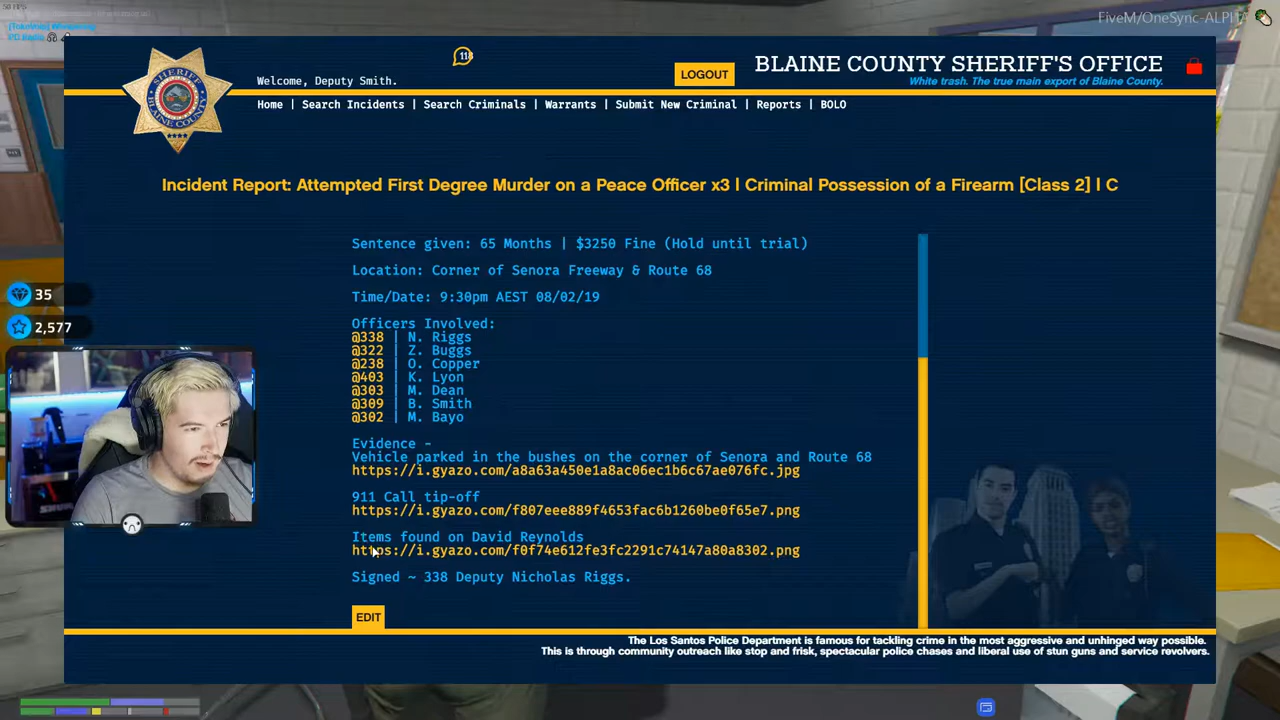 FiveM/OneSync-ALPHA
118
BLAINE COUNTY SHERIFF'S OFFICE
Welcome, Deputy Smith.
LOGOUT
White trash. The true main export of Blaine County.
Home | Search Incidents | Search Criminals | Warrants | Submit New Criminal | Reports | BOLO
SHERIFF
BLAINE COUNTY
Incident Report: Attempted First Degree Murder on a Peace Officer x3 | Criminal Possession of a Firearm [Class 2] | C
Sentence given: 65 Months | $3250 Fine (Hold until trial)
Location: Corner of Senora Freeway & Route 68
Time/Date: 9:30pm AEST 08/02/19
35
2,577
Officers Involved:
@338 | N. Riggs
@322 | Z. Buggs
@238 | O. Copper
@403 | K. Lyon
@303 | M. Dean
@309 | B. Smith
@302 | M. Bayo
Evidence -
Vehicle parked in the bushes on the corner of Senora and Route 68
https://i.gyazo.com/a8a63a450e1a8ac06ec1b6c67ae076fc.jpg
911 Call tip-off
https://i.gyazo.com/f807eee889f4653fac6b1260be0f65e7.png
Items found on David Reynolds
https://i.gyazo.com/f0f74e612fe3fc2291c74147a80a8302.png
Signed ~ 338 Deputy Nicholas Riggs.
EDIT
The Los Santos Police Department is famous for tackling crime in the most aggressive and unhinged way possible.
This is through community outreach like stop and frisk, spectacular police chases and liberal use of stun guns and service revolvers.